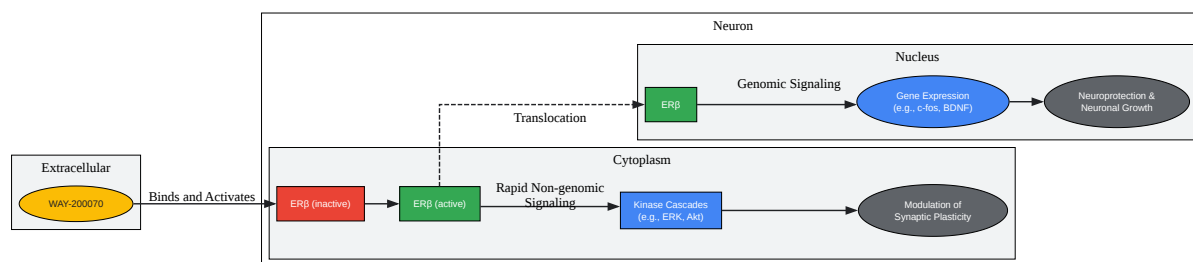 Neuron
Nucleus
ERβ
Genomic Signaling
Gene Expression
(e.g., c-fos, BDNF)
Neuroprotection &
Neuronal Growth
Translocation
Extracellular
WAY-200070
Binds and Activates
Cytoplasm
ERβ (inactive)
ERβ (active)
Rapid Non-genomic
Signaling
Kinase Cascades
(e.g., ERK, Akt)
Modulation of
Synaptic Plasticity